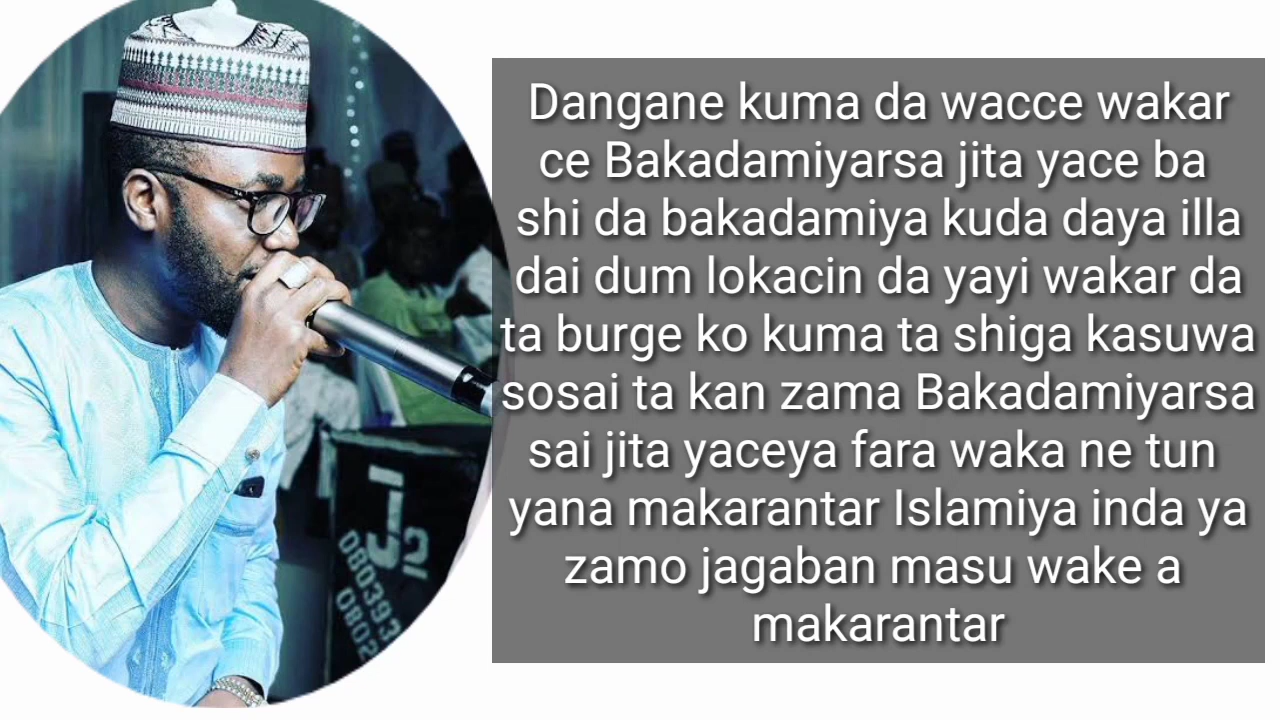 Dangane kuma da wacce wakar
ce Bakadamiyarsa jita yace ba
shi da bakadamiya kuda daya illa
dai dum lokacin da yayi wakar da
ta burge ko kuma ta shiga kasuwa
sosai ta kan zama Bakadamiyarsa
sai jita yaceya fara waka ne tun
yana makarantar Islamiya inda ya
zamo jagaban masu wake a
makarantar